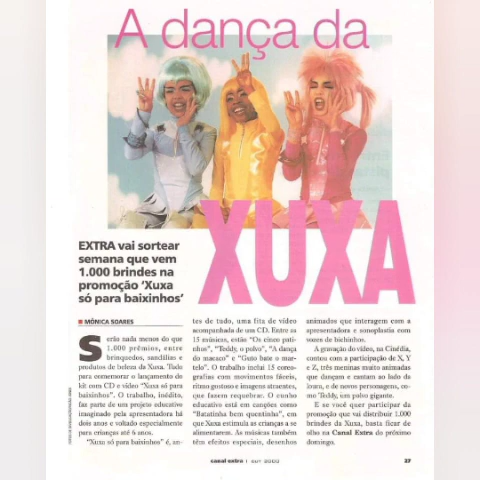 A dança da
XUXA
EXTRA vai sortear
semana que vem
1.000 brindes na
promoção ‘Xuxa
só para baixinhos’
MÔNICA SOARES
Serão nada menos do que
1.000 prêmios, entre
brinquedos, sandálias e
produtos de beleza da Xuxa. Tudo
para comemorar o lançamento do
kit com CD e vídeo “Xuxa só para
baixinhos”. O trabalho, inédito,
faz parte de um projeto educativo
imaginado pela apresentadora há
dois anos e voltado especialmente
para crianças até 6 anos.
“Xuxa só para baixinhos” é, an-
tes de tudo, uma fita de vídeo
acompanhada de um CD. Entre as
15 músicas, estão “Os cinco pati-
nhos”, “Teddy, o polvo”, “A dança
do macaco” e “Guto bate o mar-
telo”. O trabalho inclui 15 coreo-
grafias com movimentos fáceis,
ritmo gostoso e imagens atraentes,
que fazem requebrar. O cunho
educativo está em canções como
“Batatinha bem quentinha”, em
que Xuxa estimula as crianças a se
alimentarem. As músicas também
têm efeitos especiais, desenhos
animados que interagem com a
apresentadora e sonoplastia com
vozes de bichinhos.
A gravação do vídeo, na Cinédia,
contou com a participação de X, Y
e Z, três meninas muito animadas
que dançam e cantam ao lado da
loura, e de novos personagens, co-
mo Teddy, um polvo gigante.
E se você quer participar da
promoção que vai distribuir 1.000
brindes da Xuxa, basta ficar de
olho na Canal Extra do próximo
domingo.
canal extra | 2000
27